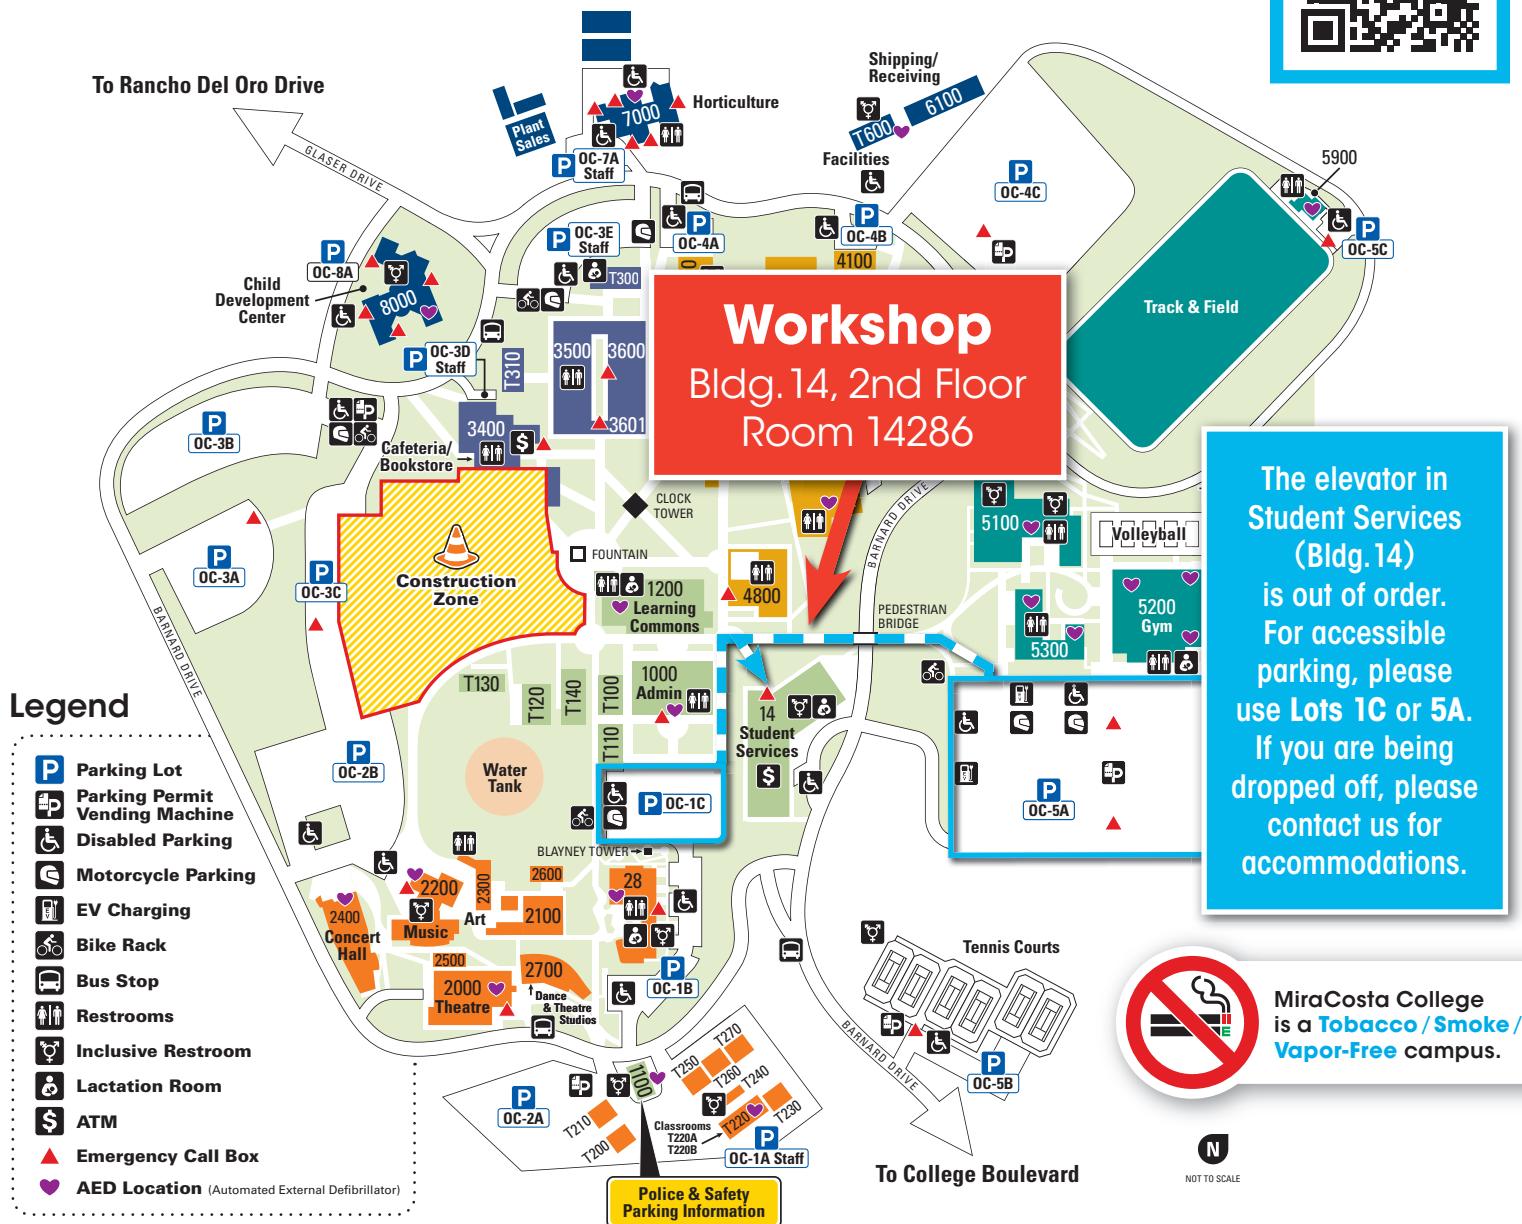 To Rancho Del Oro Drive
GLASER DRIVE
Plant
Sales
7000
Horticulture
P OC-7A
Staff
Shipping/
Receiving
6100
T600
Facilities
P
OC-4C
5900
P
OC-5C
P OC-3E
Staff
P
OC-4A
P
OC-4B
4100
0
T300
P
OC-8A
Child
Development
Center
8000
P OC-3D
Staff
T310
3500
3600
3601
Workshop
Bldg. 14, 2nd Floor
Room 14286
Track & Field
P
OC-3B
3400
Cafeteria/
Bookstore
CLOCK
TOWER
FOUNTAIN
BARNARD DRIVE
5100
Volleyball
P
OC-3A
P
OC-3C
Construction
Zone
1200
Learning
Commons
4800
PEDESTRIAN
BRIDGE
5200
Gym
5300
BARNARD DRIVE
T130
T120
T140
T100
T110
1000
Admin
14
Student
Services
The elevator in
Student Services
(Bldg.14)
is out of order.
For accessible
parking, please
use Lots 1C or 5A.
If you are being
dropped off, please
contact us for
accommodations.
P
OC-2B
Water
Tank
P OC-1C
P
OC-5A
BLAYNEY TOWER
2200
Music
2300
Art
2600
2100
28
2400
Concert
Hall
2500
2000
Theatre
2700
Dance
& Theatre
Studios
P
OC-1B
Tennis Courts
BARNARD DRIVE
P
OC-5B
To College Boulevard
P
OC-2A
1100
T210
T200
T250
T270
T260
T240
T220
T230
Classrooms
T220A
T220B
P
OC-1A Staff
Police & Safety
Parking Information
MiraCosta College
is a Tobacco / Smoke /
Vapor-Free campus.
E
N
NOT TO SCALE
Legend
P Parking Lot
Parking Permit
Vending Machine
Disabled Parking
Motorcycle Parking
EV Charging
Bike Rack
Bus Stop
Restrooms
Inclusive Restroom
Lactation Room
$ ATM
Emergency Call Box
AED Location (Automated External Defibrillator)